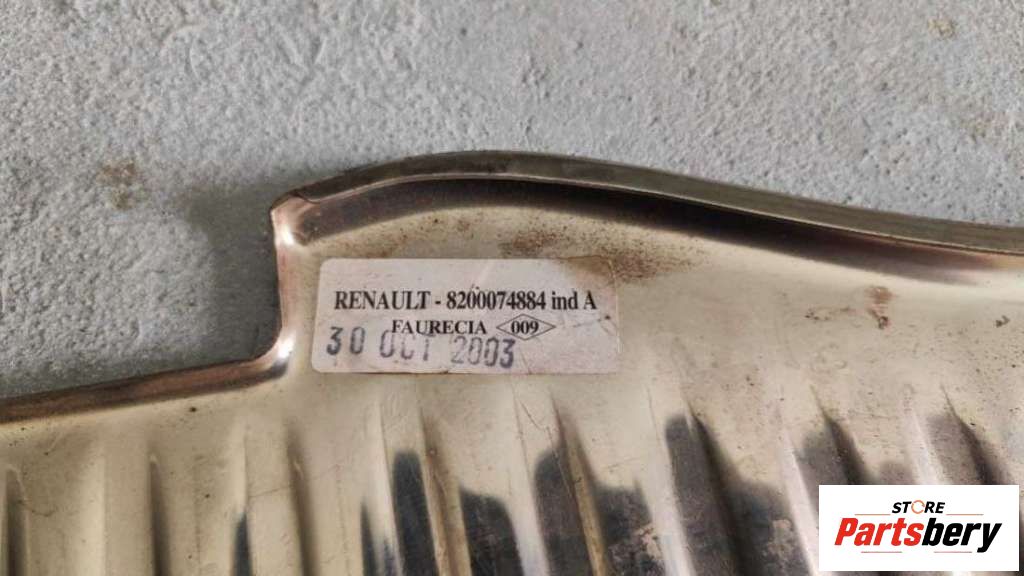 RENAULT - 8200074884 ind A
FAURECIA 009
30 OCT 2003
STORE
Partsbery